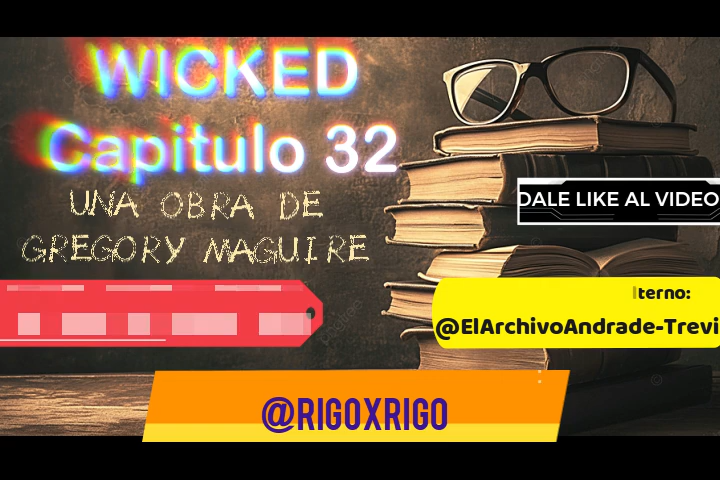 WICKED
Capitulo 32
UNA OBRA DE
GREGORY MAGUIRE
DALE LIKE AL VIDEO
lterno:
@ElArchivoAndrade-Trevi
@RIGOXRIGO